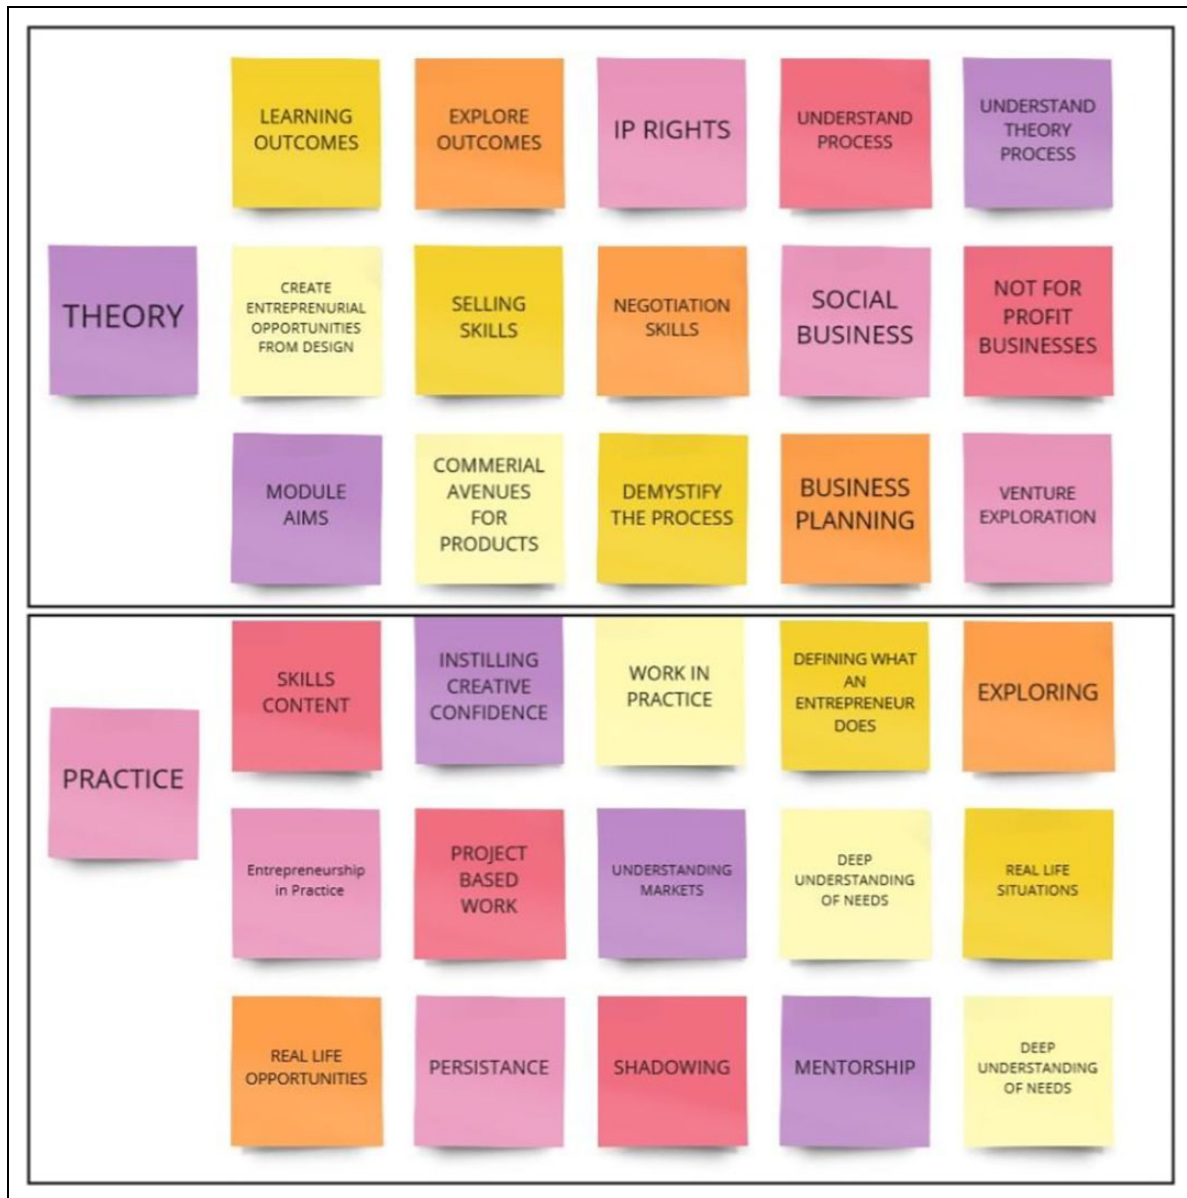 LEARNING
OUTCOMES
EXPLORE
OUTCOMES
IP RIGHTS
UNDERSTAND
PROCESS
UNDERSTAND
THEORY
PROCESS
THEORY
CREATE
ENTREPRENURIAL
OPPORTUNITIES
FROM DESIGN
SELLING
SKILLS
NEGOTIATION
SKILLS
SOCIAL
BUSINESS
NOT FOR
PROFIT
BUSINESSES
MODULE
AIMS
COMMERIAL
AVENUES
FOR
PRODUCTS
DEMYSTIFY
THE PROCESS
BUSINESS
PLANNING
VENTURE
EXPLORATION
PRACTICE
SKILLS
CONTENT
INSTILLING
CREATIVE
CONFIDENCE
WORK IN
PRACTICE
DEFINING WHAT
AN
ENTREPRENEUR
DOES
EXPLORING
Entrepreneurship
in Practice
PROJECT
BASED
WORK
UNDERSTANDING
MARKETS
DEEP
UNDERSTANDING
OF NEEDS
REAL LIFE
SITUATIONS
REAL LIFE
OPPORTUNITIES
PERSISTANCE
SHADOWING
MENTORSHIP
DEEP
UNDERSTANDING
OF NEEDS